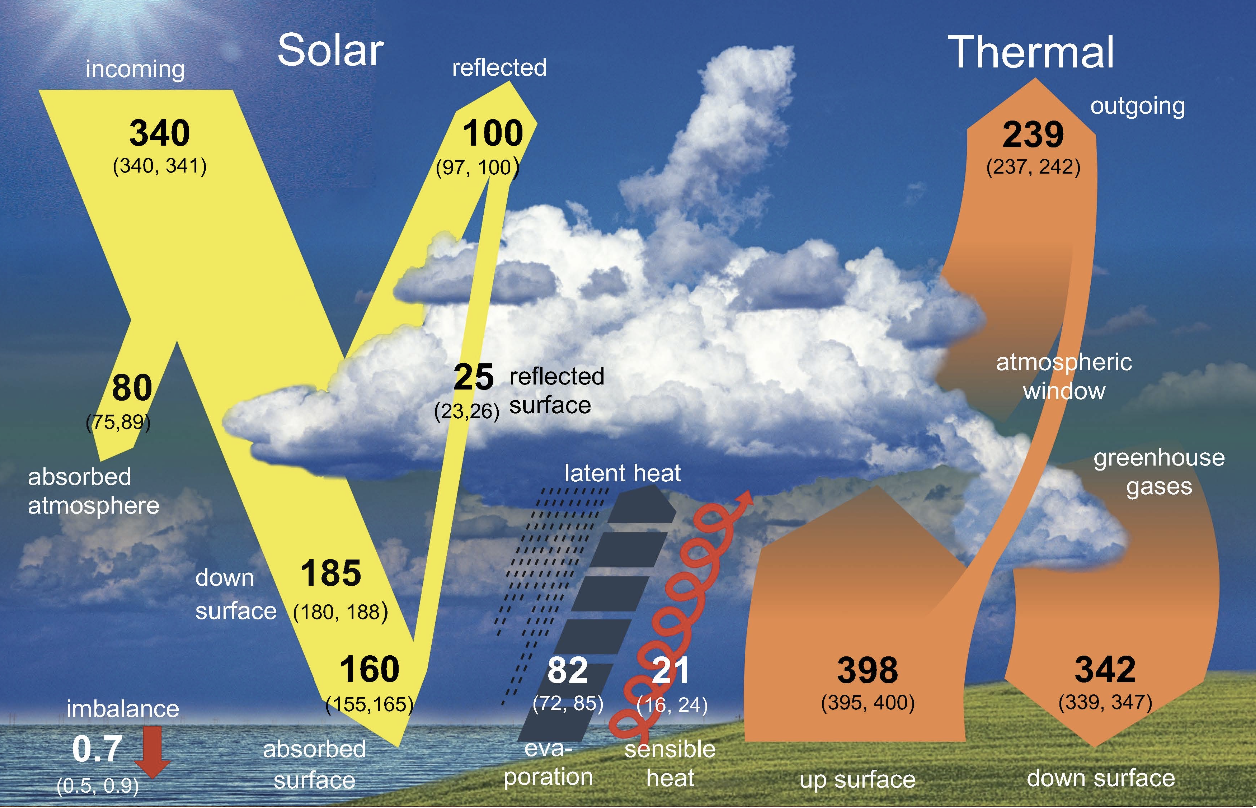 Solar
Thermal
incoming
340
(340, 341)
reflected
100
(97, 100)
outgoing
239
(237, 242)
80
(75,89)
absorbed
atmosphere
25
(23,26)
reflected
surface
atmospheric
window
greenhouse
gases
latent heat
down
surface
185
(180, 188)
160
(155,165)
absorbed
surface
imbalance
0.7
(0.5, 0.9)
82
(72, 85)
eva-
poration
21
(16, 24)
sensible
heat
398
(395, 400)
up surface
342
(339, 347)
down surface